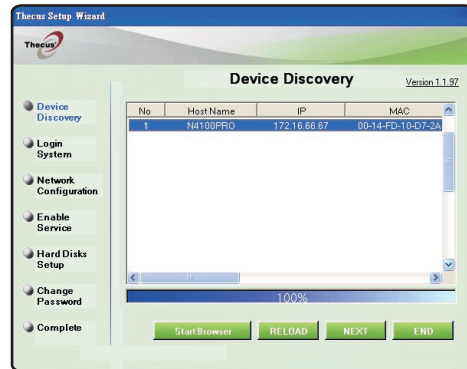 Thecus Setup Wizard
Thecus
Device Discovery
Version 1.1.97
Device
Discovery
Login
System
Network
Configuration
Enable
Service
Hard Disks
Setup
Change
Password
Complete
No Host Name IP MAC
1 N4100PRO 172.16.66.67 00-14-FD-10-D7-2A
100%
Start Browser RELOAD NEXT END